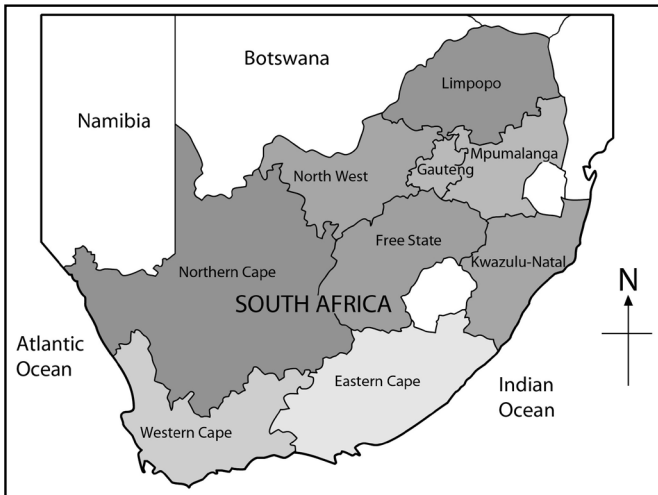 Botswana
Limpopo
Namibia
Mpumalanga
Gauteng
North West
Free State
Kwazulu-Natal
Northern Cape
SOUTH AFRICA
N
Atlantic
Ocean
Eastern Cape
Indian
Ocean
Western Cape